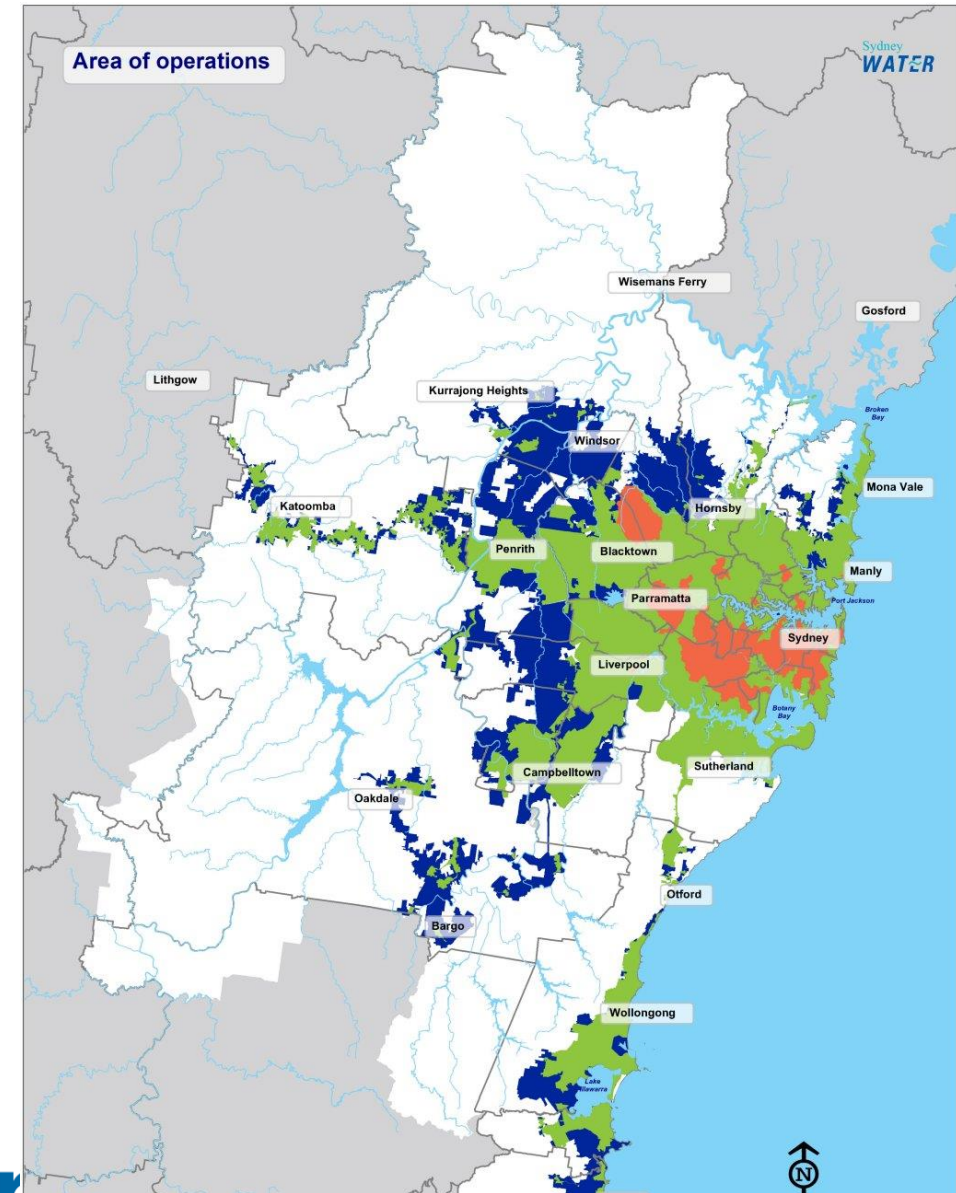 Area of operations
Sydney
WATER
Wisemans Ferry
Gosford
Lithgow
Kurrajong Heights
Broken
Bay
Windsor
Mona Vale
Katoomba
Hornsby
Penrith
Blacktown
Manly
Parramatta
Port Jackson
Sydney
Liverpool
Botany
Bay
Sutherland
Campbelltown
Oakdale
Otford
Bargo
Wollongong
Lake
Illawarra
N